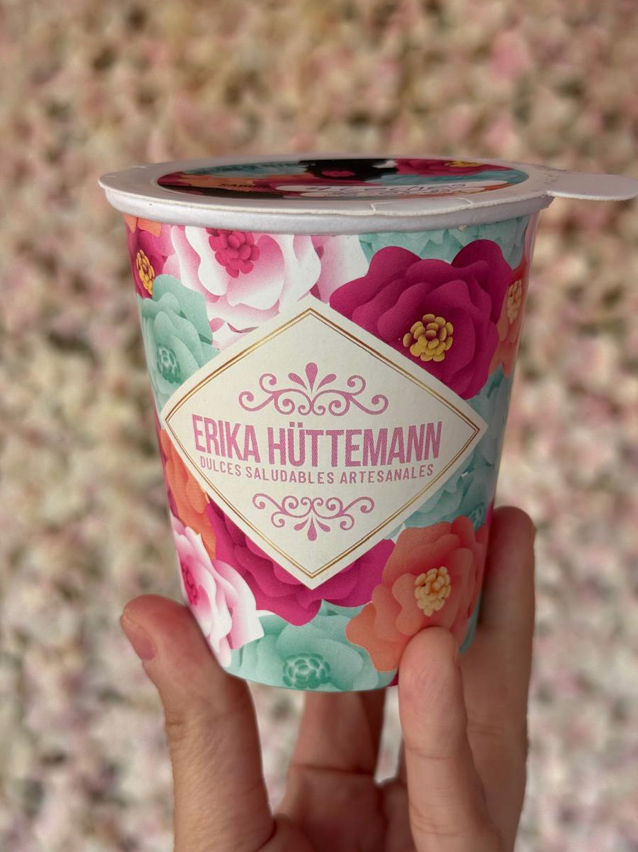 ERIKA HÜTTEMANN
DULCES SALUDABLES ARTESANALES